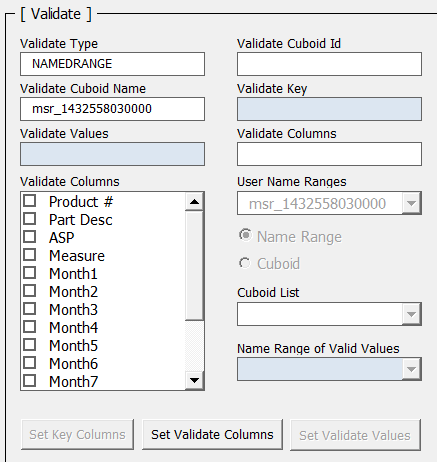 [ Validate ]
Validate Type
NAMEDRANGE
Validate Cuboid Name
msr_1432558030000
Validate Values
Validate Cuboid Id
Validate Key
Validate Columns
Validate Columns
Product #
Part Desc
ASP
Measure
Month1
Month2
Month3
Month4
Month5
Month6
Month7
User Name Ranges
msr_1432558030000
Name Range
Cuboid
Cuboid List
Name Range of Valid Values
Set Key Columns
Set Validate Columns
Set Validate Values